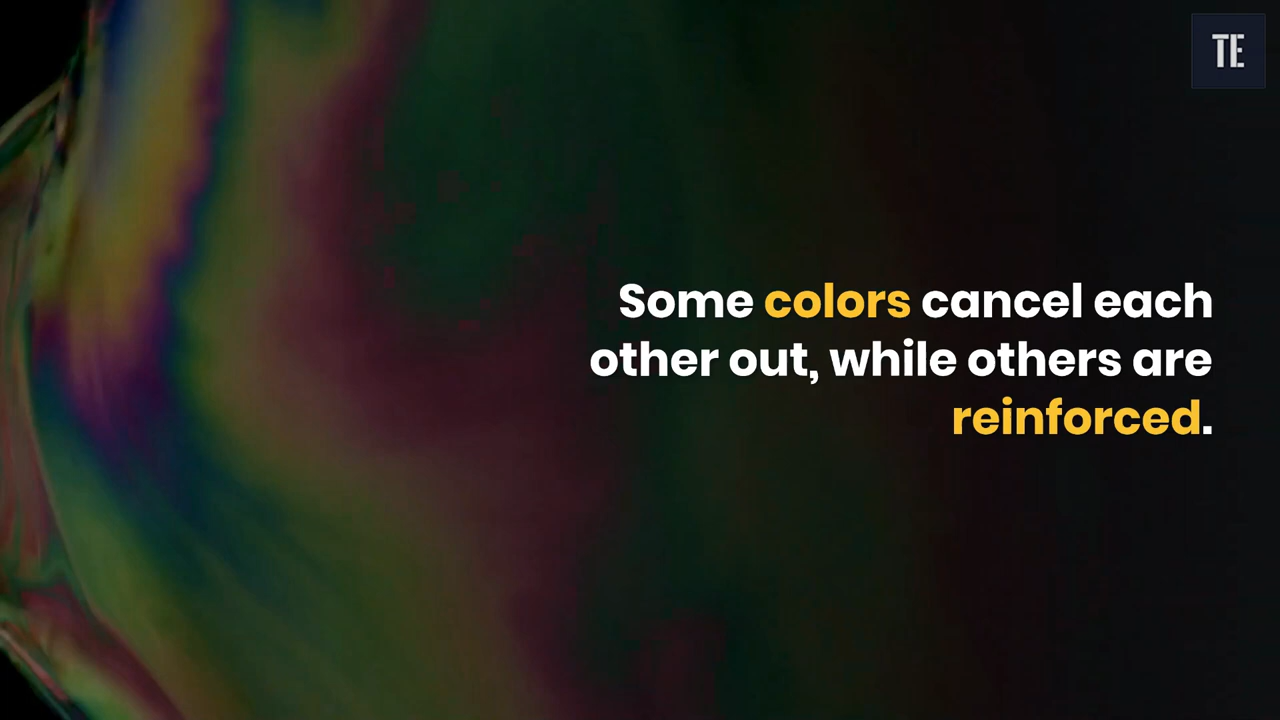 TE
Some colors cancel each
other out, while others are
reinforced.